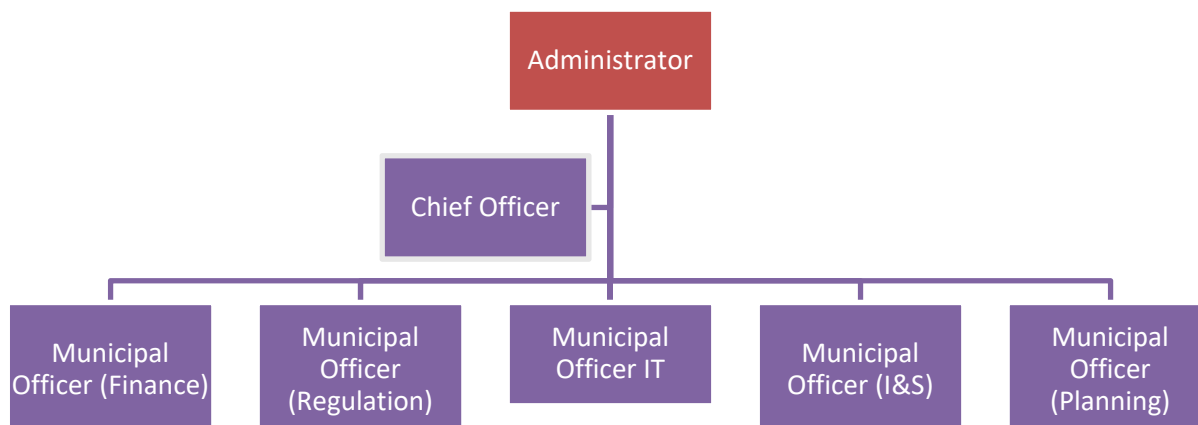 Administrator
Chief Officer
Municipal
Officer (Finance)
Municipal
Officer
(Regulation)
Municipal
Officer IT
Municipal
Officer (I&S)
Municipal
Officer
(Planning)